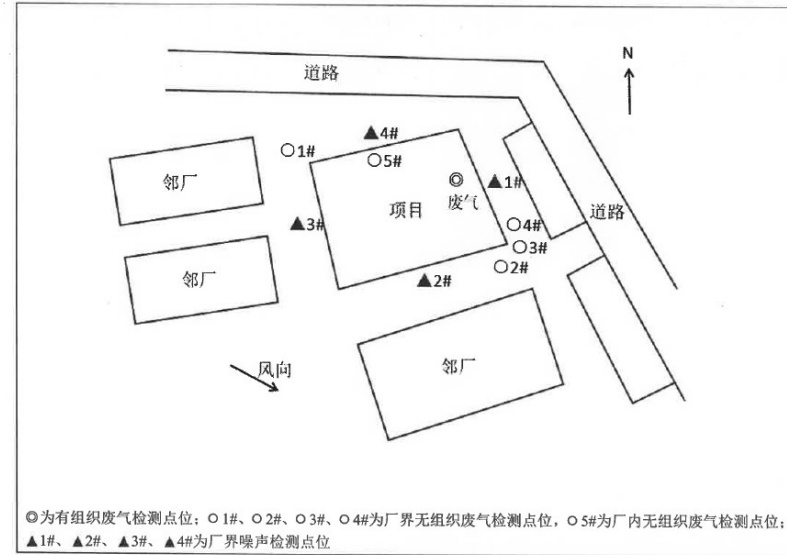 道路
N
▲4#
○1#
○5#
邻厂
◎
▲1#
项目
废气
道路
▲3#
○4#
○3#
○2#
邻厂
▲2#
风向
邻厂
◎为有组织废气检测点位；○1#、○2#、○3#、○4#为厂界无组织废气检测点位，○5#为厂内无组织废气检测点位；
▲1#、▲2#、▲3#、▲4#为厂界噪声检测点位